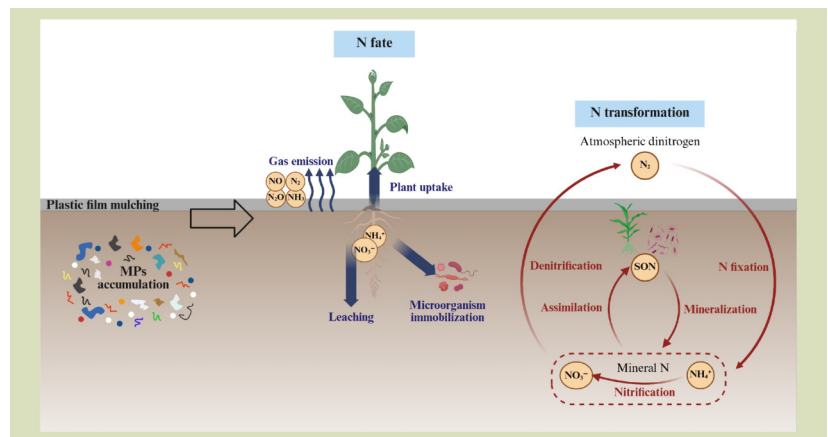 N fate
N transformation
Atmospheric dinitrogen
N₂
Gas emission
NO
N₂
N₂O
NH₃
Plant uptake
Plastic film mulching
NH₄⁺
NO₃⁻
MPs
accumulation
Leaching
Microorganism
immobilization
Denitrification
SON
N fixation
Assimilation
Mineralization
Mineral N
NO₃⁻
NH₄⁺
Nitrification